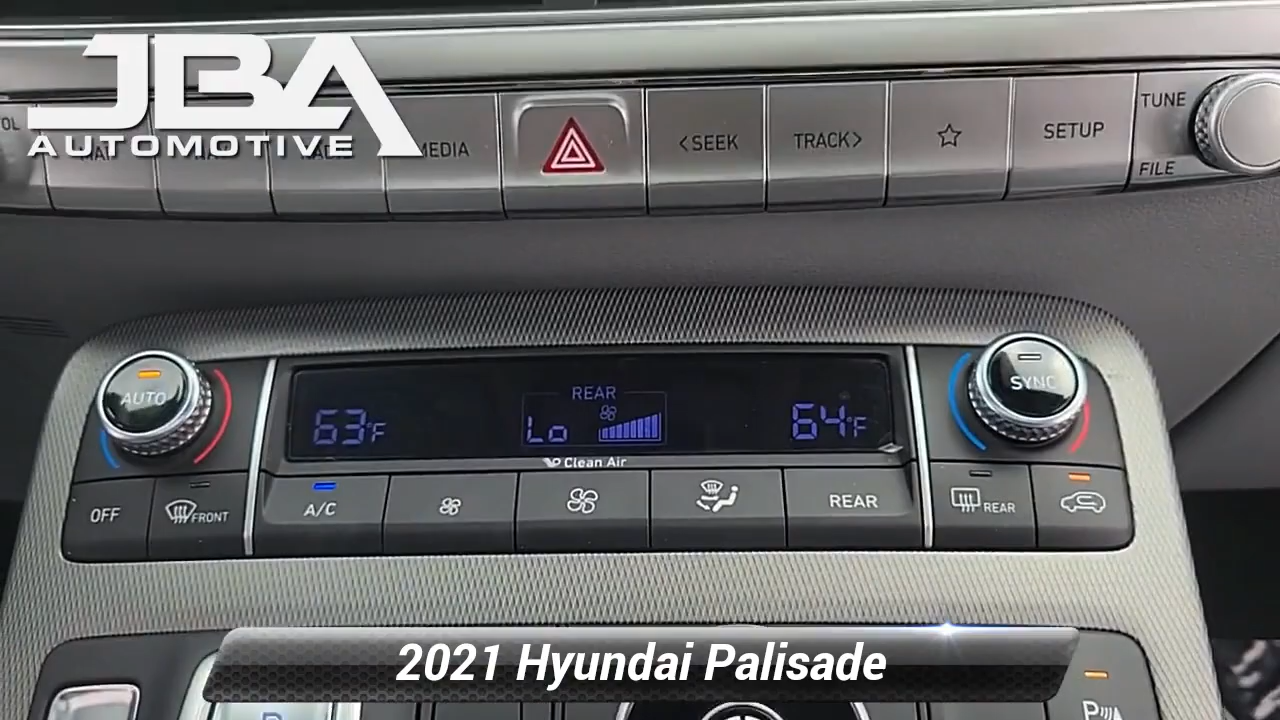 JBA
AUTOMOTIVE
MEDIA
<SEEK
TRACK>
SETUP
TUNE
FILE
AUTO
63°F
REAR
Lo
64°F
SYNC
Clean Air
OFF
FRONT
A/C
REAR
REAR
2021 Hyundai Palisade
P